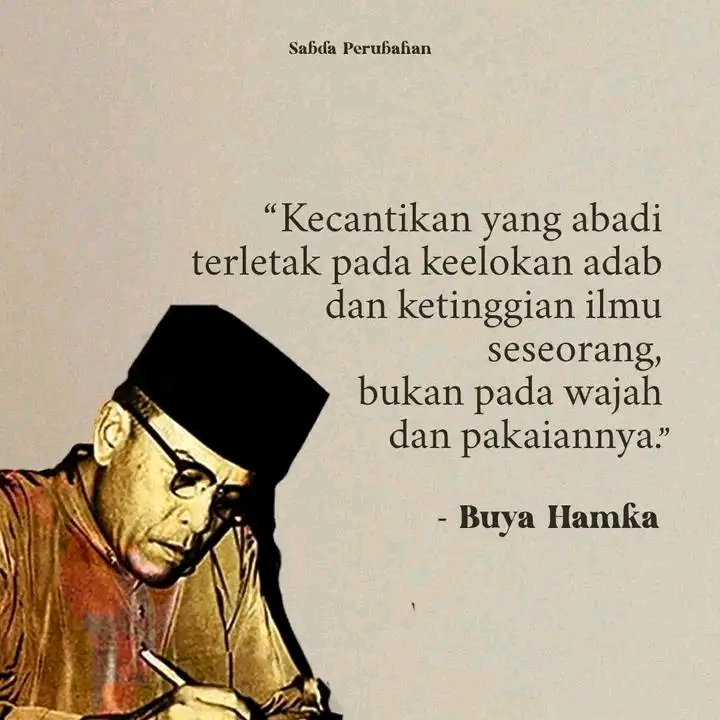 Sabda Perubahan
“Kecantikan yang abadi
terletak pada keelokan adab
dan ketinggian ilmu
seseorang,
bukan pada wajah
dan pakaiannya.”
- Buya Hamka